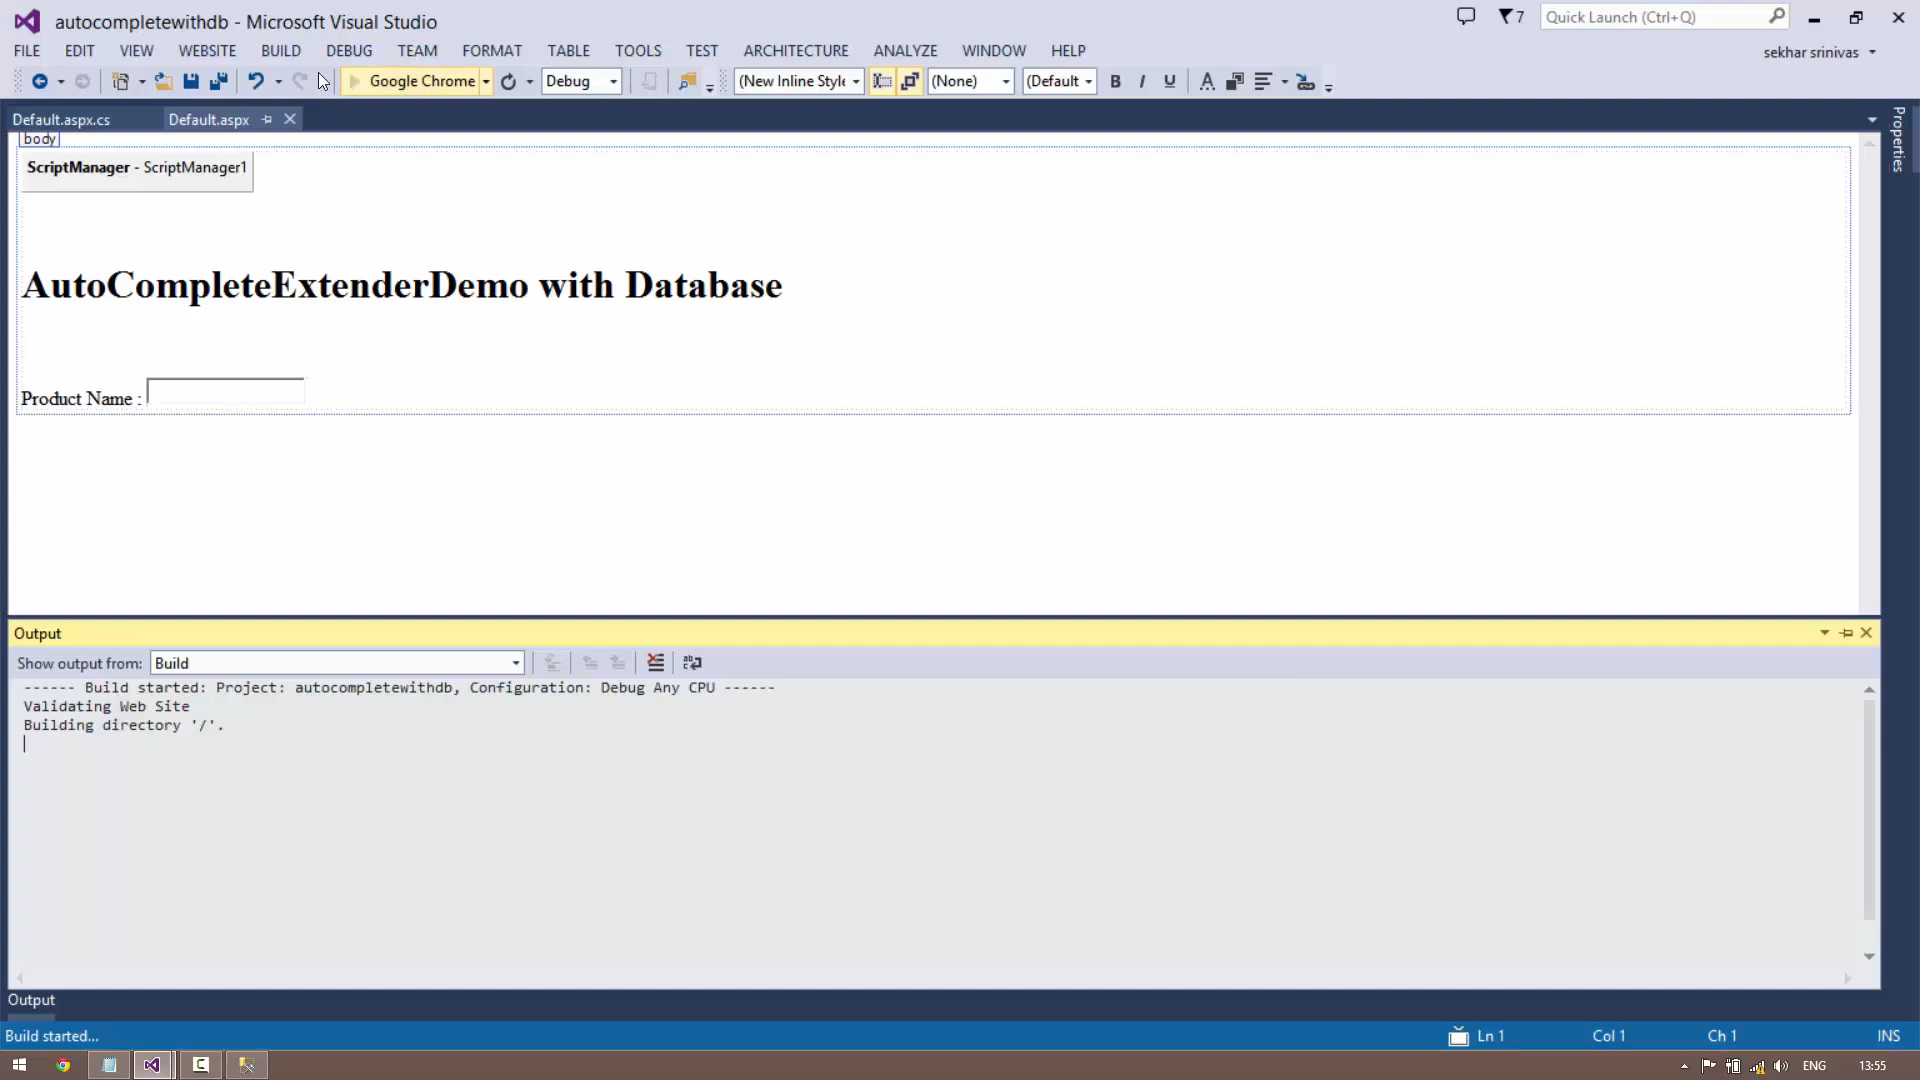 autocompletewithdb - Microsoft Visual Studio
7
Quick Launch (Ctrl+Q)
FILE EDIT VIEW WEBSITE BUILD DEBUG TEAM FORMAT TABLE TOOLS TEST ARCHITECTURE ANALYZE WINDOW HELP
sekhar srinivas
Google Chrome
Debug
(New Inline Style
(None)
(Default
B I U A
Default.aspx.cs
Default.aspx
Properties
body
ScriptManager - ScriptManager1
AutoCompleteExtenderDemo with Database
Product Name :
Output
Show output from: Build
------ Build started: Project: autocompletewithdb, Configuration: Debug Any CPU ------
Validating Web Site
Building directory '/'.
Output
Build started...
Ln 1
Col 1
Ch 1
INS
ENG
13:55